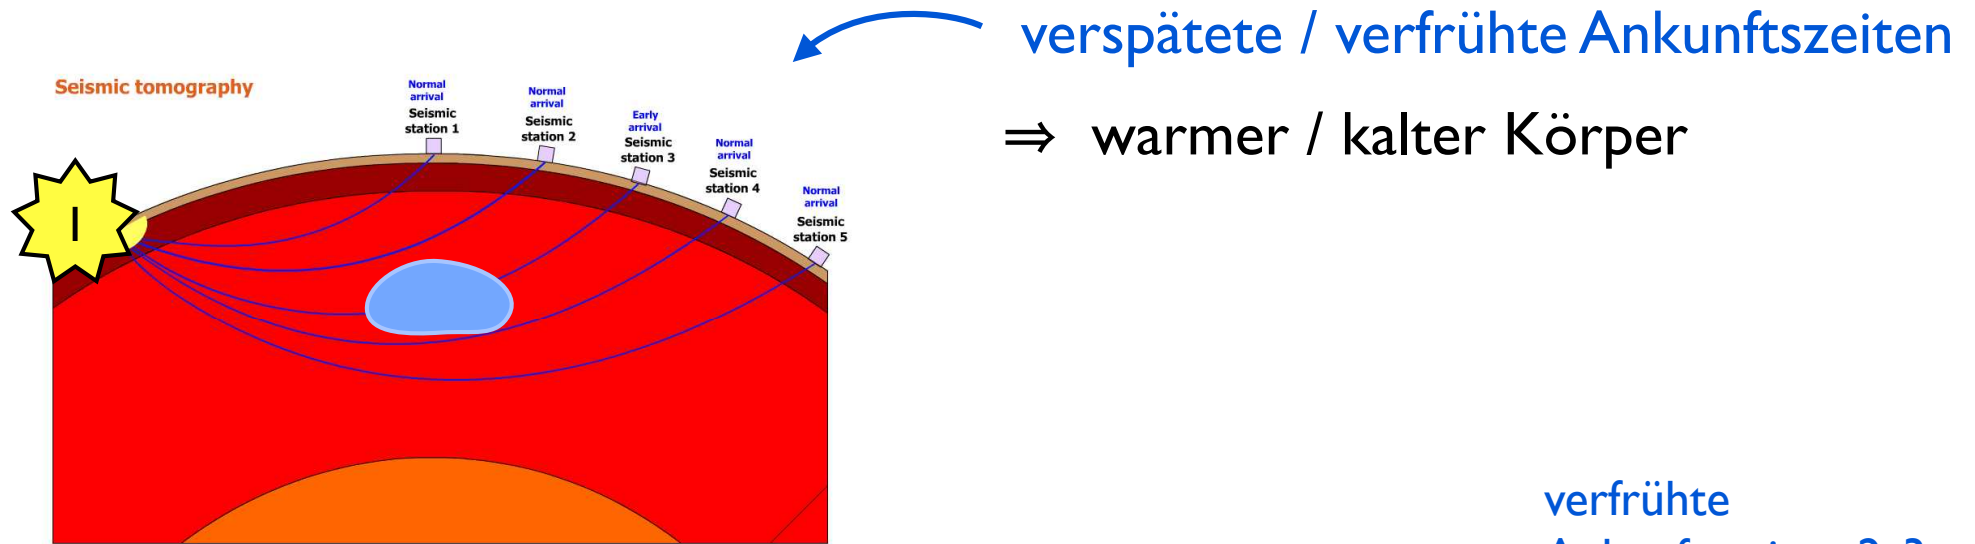 verspätete / verfrühte Ankunftszeiten
⇒ warmer / kalter Körper
Seismic tomography
Normal
arrival
Seismic
station 1
Normal
arrival
Seismic
station 2
Early
arrival
Seismic
station 3
Normal
arrival
Seismic
station 4
Normal
arrival
Seismic
station 5
1
verfrühte